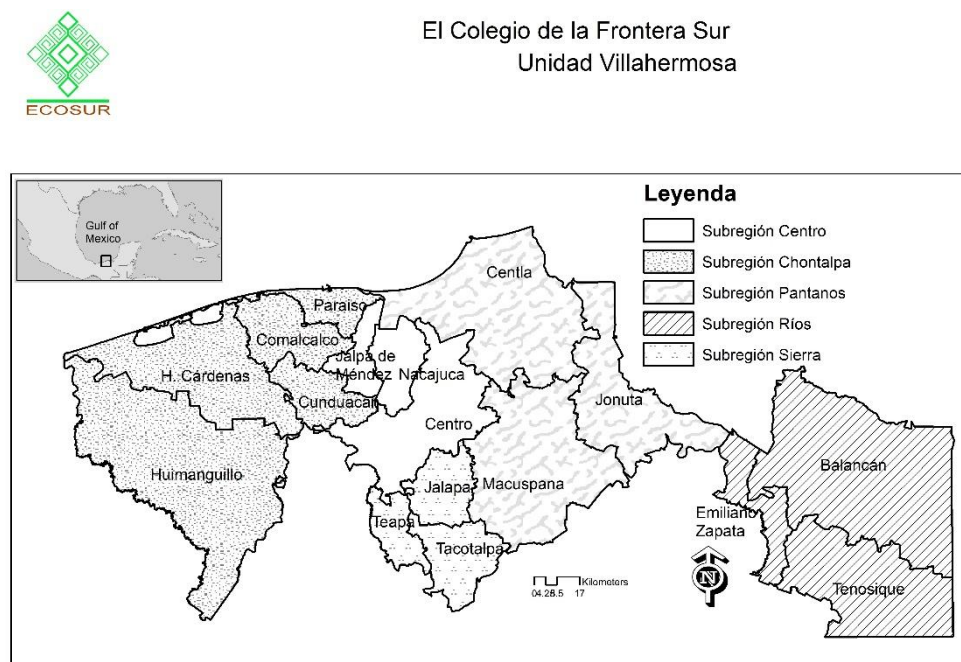 El Colegio de la Frontera Sur
Unidad Villahermosa
ECOSUR
Gulf of
Mexico
Leyenda
Subregión Centro
Subregión Chontalpa
Subregión Pantanos
Subregión Ríos
Subregión Sierra
Centla
Paraiso
Comalcalco
Jalpa de
Méndez
Nacajuca
H. Cárdenas
Cunduacán
Jonuta
Centro
Huimanguillo
Jalapa
Macuspana
Balancán
Teapa
Emiliano
Zapata
Tacotalpa
N
Kilometers
Tenosique